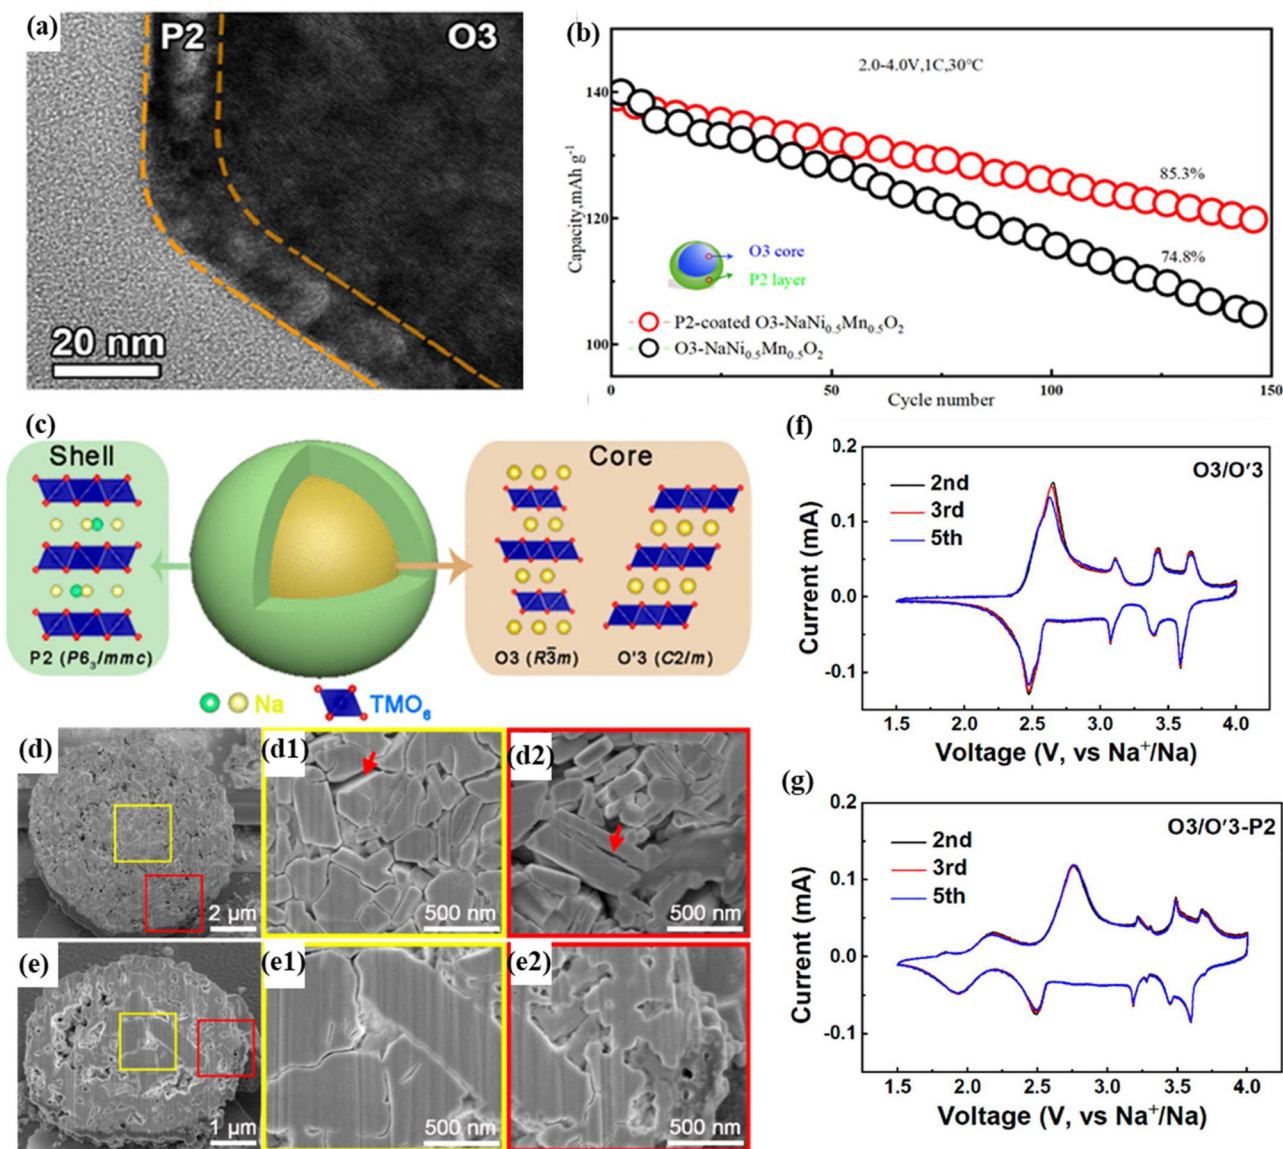 (a)
P2
O3
20 nm
(b)
2.0-4.0V,1C,30°C
140
120
100
Capacity,mAh g⁻¹
85.3%
74.8%
O3 core
P2 layer
P2-coated O3-NaNi₀.₅Mn₀.₅O₂
O3-NaNi₀.₅Mn₀.₅O₂
0
50
100
150
Cycle number
(c)
Shell
P2 (P6₃/mmc)
Core
O3 (R3̅m)
O'3 (C2/m)
Na
TMO₆
(d)
2 μm
(d1)
500 nm
(d2)
500 nm
(e)
1 μm
(e1)
500 nm
(e2)
500 nm
(f)
O3/O'3
2nd
3rd
5th
0.2
0.1
0.0
-0.1
Current (mA)
1.5 2.0 2.5 3.0 3.5 4.0
Voltage (V, vs Na⁺/Na)
(g)
O3/O'3-P2
2nd
3rd
5th
0.2
0.1
0.0
-0.1
Current (mA)
1.5 2.0 2.5 3.0 3.5 4.0
Voltage (V, vs Na⁺/Na)